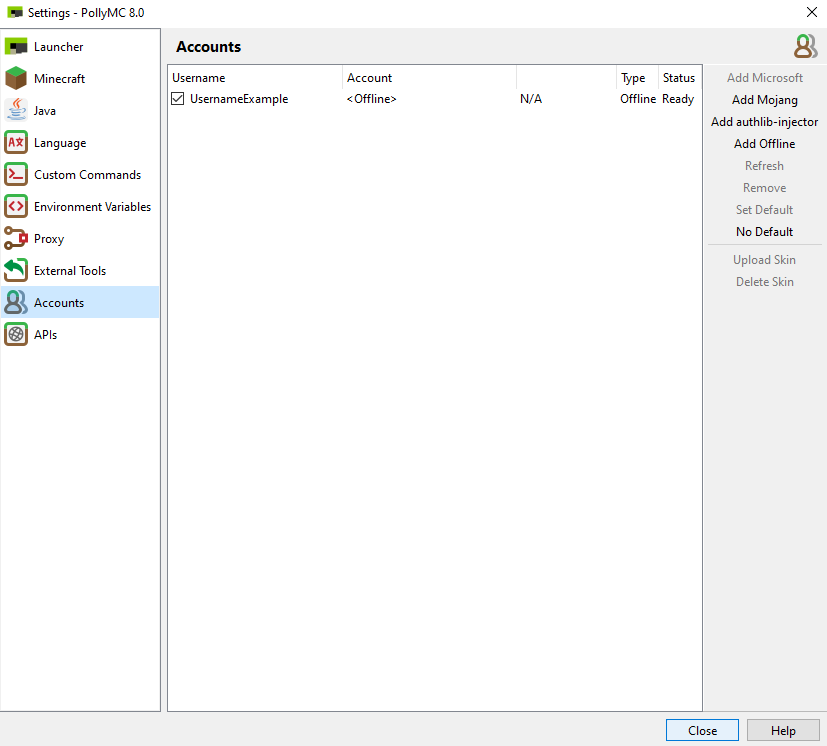 Settings - PollyMC 8.0
Launcher
Minecraft
Java
Language
Custom Commands
Environment Variables
Proxy
External Tools
Accounts
APIs
Accounts
Username Account Type Status
UsernameExample <Offline> N/A Offline Ready
Add Microsoft
Add Mojang
Add authlib-injector
Add Offline
Refresh
Remove
Set Default
No Default
Upload Skin
Delete Skin
Close Help